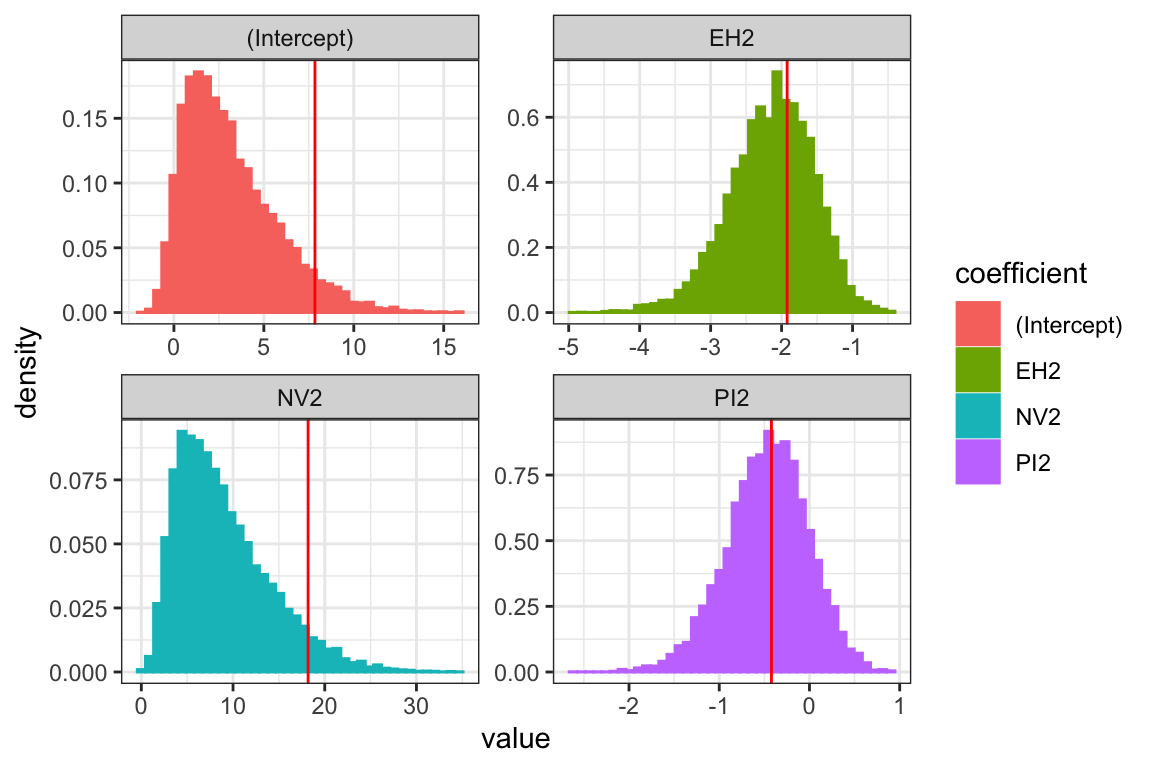 (Intercept)
EH2
0.15
0.10
0.05
0.00
0.6
0.4
0.2
0.0
0 5 10 15
-5 -4 -3 -2 -1
NV2
PI2
0.075
0.050
0.025
0.000
0.75
0.50
0.25
0.00
0 10 20 30
-2 -1 0 1
value
density
coefficient
(Intercept)
EH2
NV2
PI2